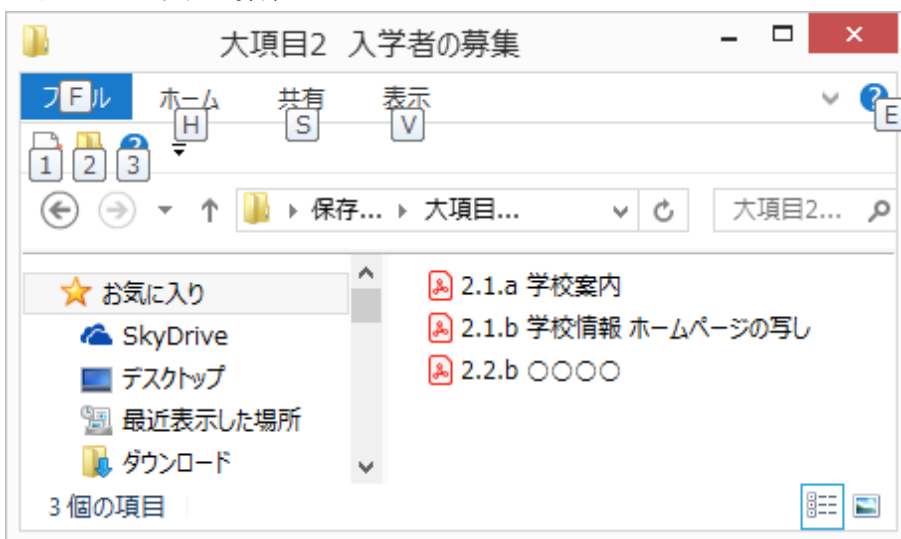 大項目2 入学者の募集
F ル ホーム 共有 表示
H S V E
1 2 3
保存... 大項目... 大項目2...
お気に入り
SkyDrive
デスクトップ
最近表示した場所
ダウンロード
2.1.a 学校案内
2.1.b 学校情報 ホームページの写し
2.2.b ○○○○
3 個の項目